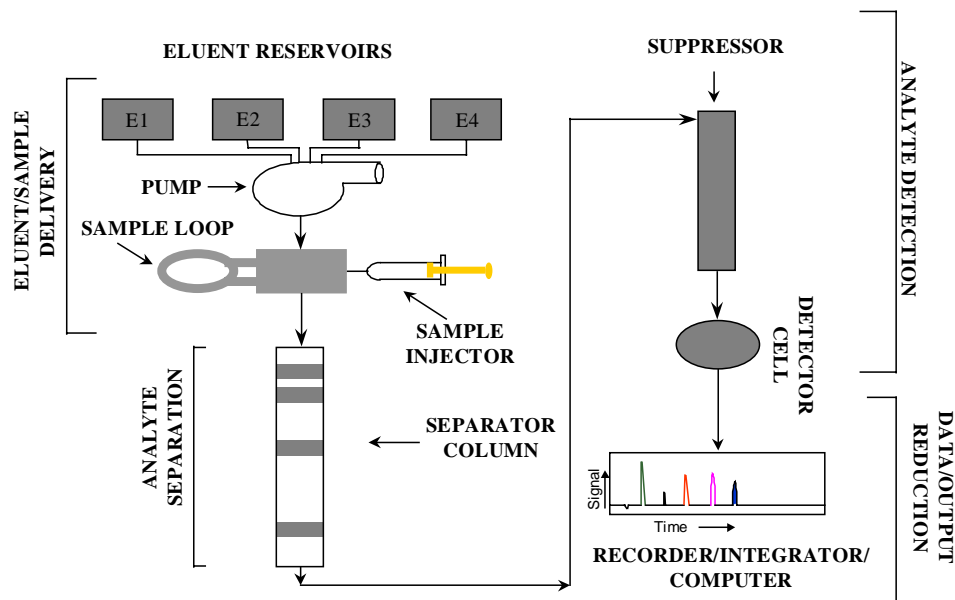 ELUENT RESERVOIRS
E1
E2
E3
E4
PUMP
SAMPLE LOOP
SAMPLE
INJECTOR
ELUENT/SAMPLE
DELIVERY
ANALYTE
SEPARATION
SEPARATOR
COLUMN
SUPPRESSOR
ANALYTE DETECTION
DETECTOR
CELL
Signal
Time
RECORDER/INTEGRATOR/
COMPUTER
DATA/OUTPUT
REDUCTION